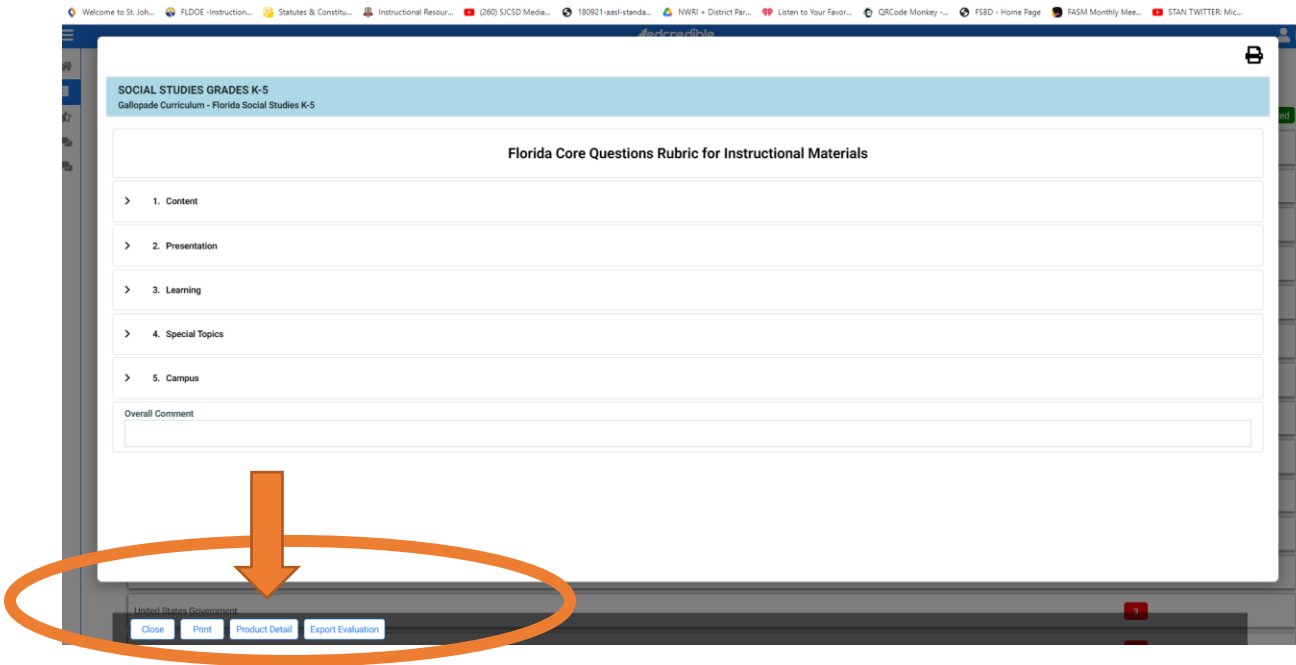 Welcome to St. Joh... FLDOE -Instruction... Statutes & Constitu... Instructional Resour... (260) SJCSD Media... 180921-aasl-standa... NWRI + District Par... Listen to Your Favor... QRCode Monkey -... FSBD - Home Page FASM Monthly Mee... STAN TWITTER: Mic...
edcredible
SOCIAL STUDIES GRADES K-5
Gallopade Curriculum - Florida Social Studies K-5
ed
Florida Core Questions Rubric for Instructional Materials
1. Content
2. Presentation
3. Learning
4. Special Topics
5. Campus
Overall Comment
United States Government
3
Close Print Product Detail Export Evaluation